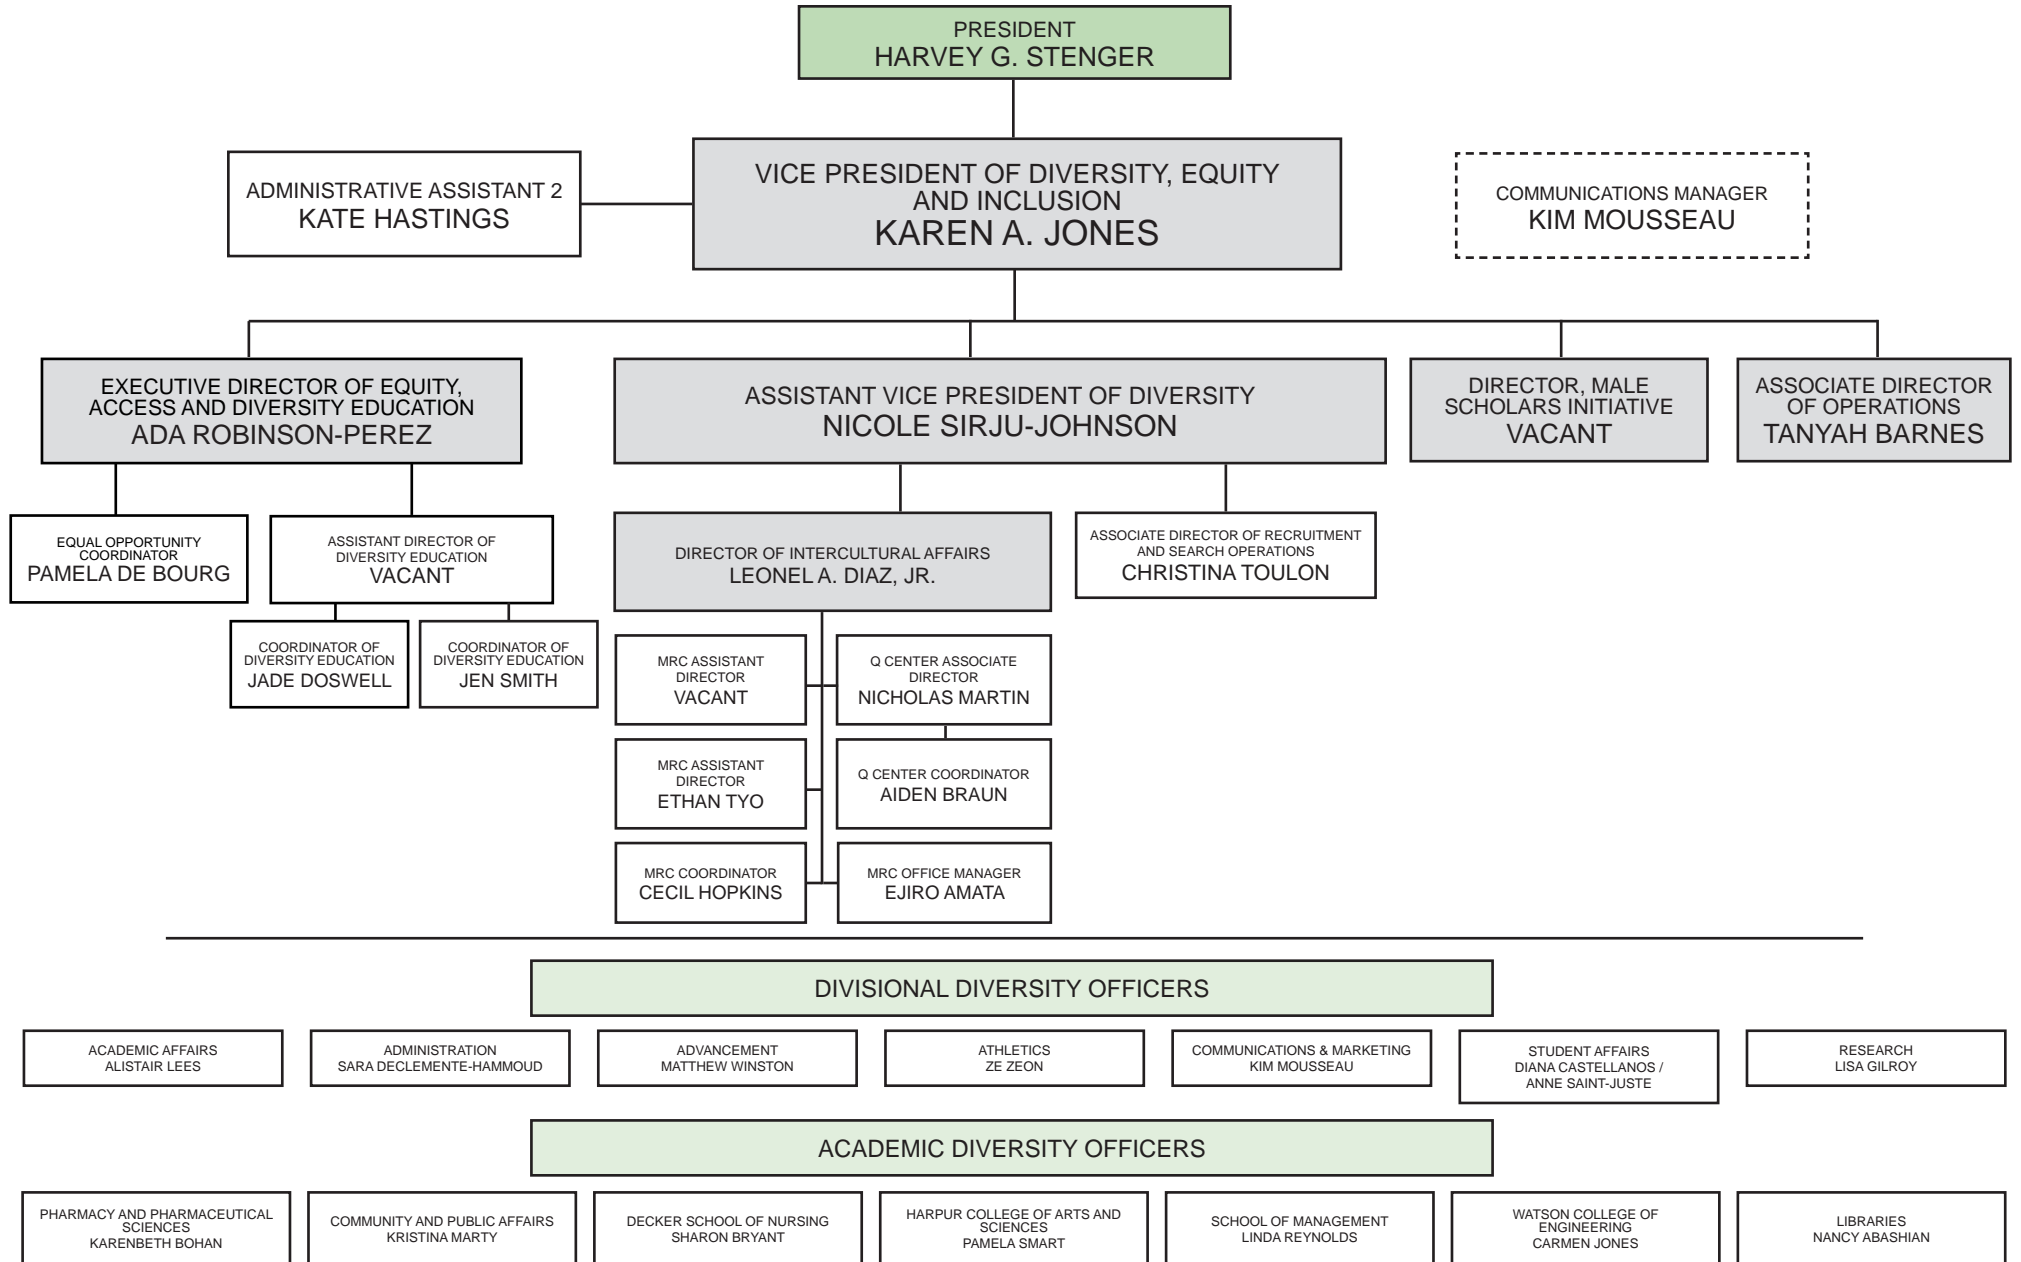 PRESIDENT
HARVEY G. STENGER
ADMINISTRATIVE ASSISTANT 2
KATE HASTINGS
VICE PRESIDENT OF DIVERSITY, EQUITY
AND INCLUSION
KAREN A. JONES
COMMUNICATIONS MANAGER
KIM MOUSSEAU
EXECUTIVE DIRECTOR OF EQUITY,
ACCESS AND DIVERSITY EDUCATION
ADA ROBINSON-PEREZ
ASSISTANT VICE PRESIDENT OF DIVERSITY
NICOLE SIRJU-JOHNSON
DIRECTOR, MALE
SCHOLARS INITIATIVE
VACANT
ASSOCIATE DIRECTOR
OF OPERATIONS
TANYAH BARNES
EQUAL OPPORTUNITY
COORDINATOR
PAMELA DE BOURG
ASSISTANT DIRECTOR OF
DIVERSITY EDUCATION
VACANT
DIRECTOR OF INTERCULTURAL AFFAIRS
LEONEL A. DIAZ, JR.
ASSOCIATE DIRECTOR OF RECRUITMENT
AND SEARCH OPERATIONS
CHRISTINA TOULON
COORDINATOR OF
DIVERSITY EDUCATION
JADE DOSWELL
COORDINATOR OF
DIVERSITY EDUCATION
JEN SMITH
MRC ASSISTANT
DIRECTOR
VACANT
Q CENTER ASSOCIATE
DIRECTOR
NICHOLAS MARTIN
MRC ASSISTANT
DIRECTOR
ETHAN TYO
Q CENTER COORDINATOR
AIDEN BRAUN
MRC COORDINATOR
CECIL HOPKINS
MRC OFFICE MANAGER
EJIRO AMATA
DIVISIONAL DIVERSITY OFFICERS
ACADEMIC AFFAIRS
ALISTAIR LEES
ADMINISTRATION
SARA DECLEMENTE-HAMMOUD
ADVANCEMENT
MATTHEW WINSTON
ATHLETICS
ZE ZEON
COMMUNICATIONS & MARKETING
KIM MOUSSEAU
STUDENT AFFAIRS
DIANA CASTELLANOS /
ANNE SAINT-JUSTE
RESEARCH
LISA GILROY
ACADEMIC DIVERSITY OFFICERS
PHARMACY AND PHARMACEUTICAL
SCIENCES
KARENBETH BOHAN
COMMUNITY AND PUBLIC AFFAIRS
KRISTINA MARTY
DECKER SCHOOL OF NURSING
SHARON BRYANT
HARPUR COLLEGE OF ARTS AND
SCIENCES
PAMELA SMART
SCHOOL OF MANAGEMENT
LINDA REYNOLDS
WATSON COLLEGE OF
ENGINEERING
CARMEN JONES
LIBRARIES
NANCY ABASHIAN